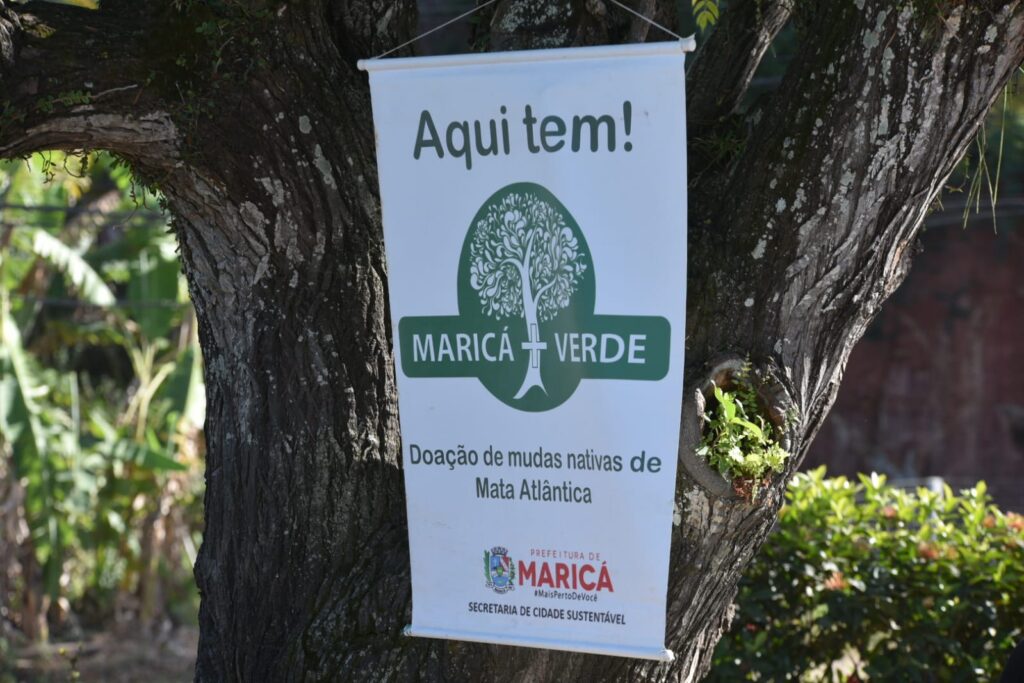 Aqui tem!
MARICÁ + VERDE
Doação de mudas nativas de
Mata Atlântica
PREFEITURA DE
MARICÁ
#MaisPertoDeVocê
SECRETARIA DE CIDADE SUSTENTÁVEL